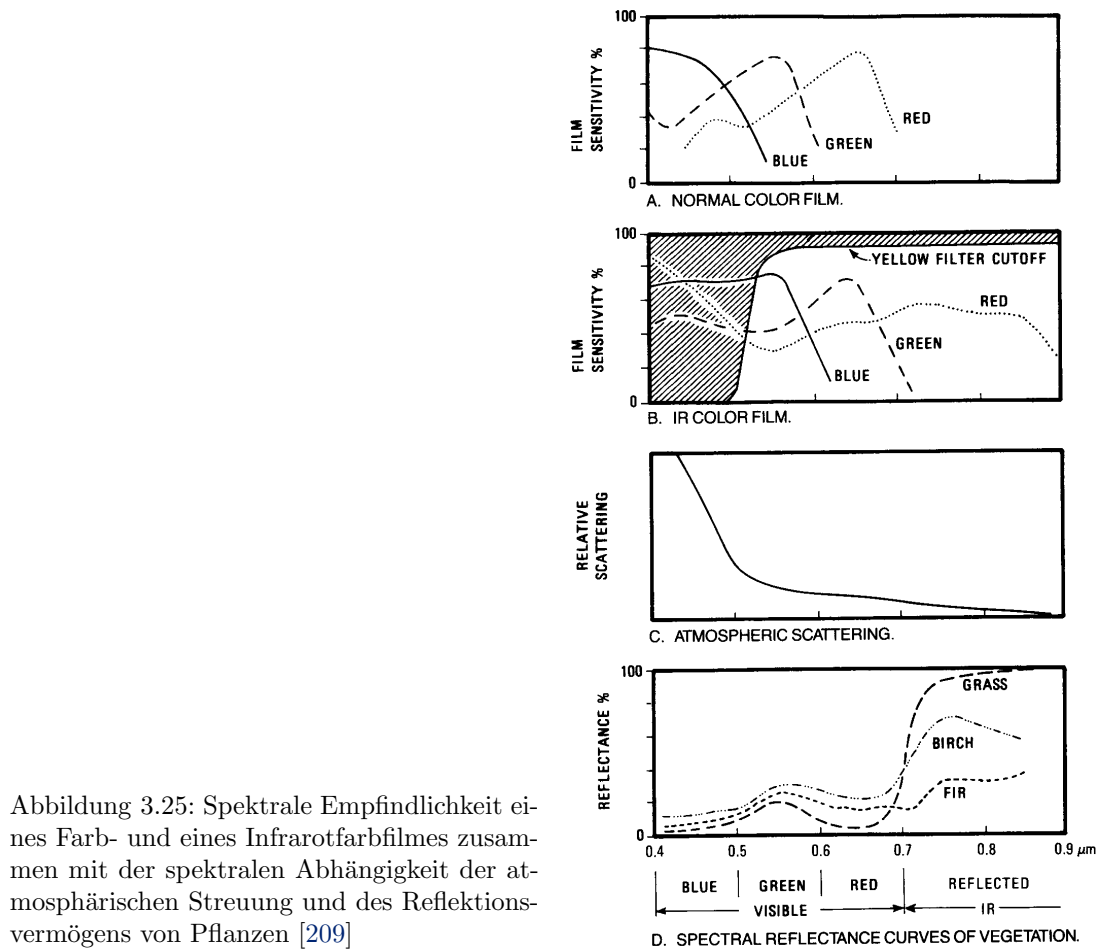 100
FILM
SENSITIVITY %
0
RED
GREEN
BLUE
A. NORMAL COLOR FILM.
100
FILM
SENSITIVITY %
0
YELLOW FILTER CUTOFF
RED
GREEN
BLUE
B. IR COLOR FILM.
RELATIVE
SCATTERING
C. ATMOSPHERIC SCATTERING.
100
REFLECTANCE %
0
GRASS
BIRCH
FIR
0.4 0.5 0.6 0.7 0.8 0.9 μm
BLUE GREEN RED REFLECTED
VISIBLE IR
D. SPECTRAL REFLECTANCE CURVES OF VEGETATION.
Abbildung 3.25: Spektrale Empfindlichkeit ei-
nes Farb- und eines Infrarotfarbfilmes zusam-
men mit der spektralen Abhängigkeit der at-
mosphärischen Streuung und des Reflektions-
vermögens von Pflanzen [209]